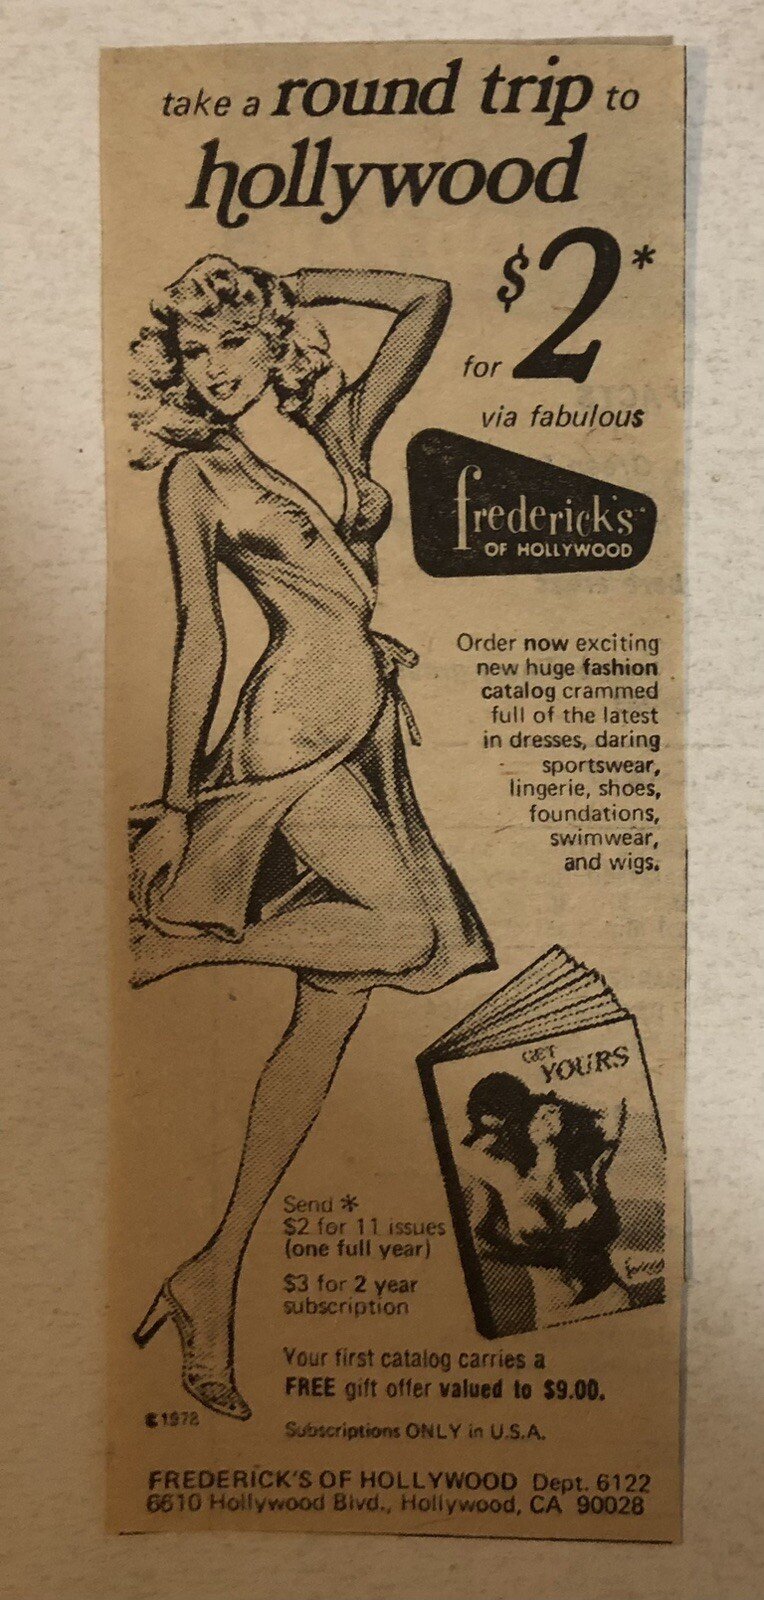 take a round trip to
hollywood
for $2*
via fabulous
frederick's
OF HOLLYWOOD
Order now exciting
new huge fashion
catalog crammed
full of the latest
in dresses, daring
sportswear,
lingerie, shoes,
foundations,
swimwear,
and wigs.
GET
YOURS
Send *
$2 for 11 issues
(one full year)
$3 for 2 year
subscription
Your first catalog carries a
FREE gift offer valued to $9.00.
©1978
Subscriptions ONLY in U.S.A.
FREDERICK'S OF HOLLYWOOD Dept. 6122
6610 Hollywood Blvd., Hollywood, CA 90028